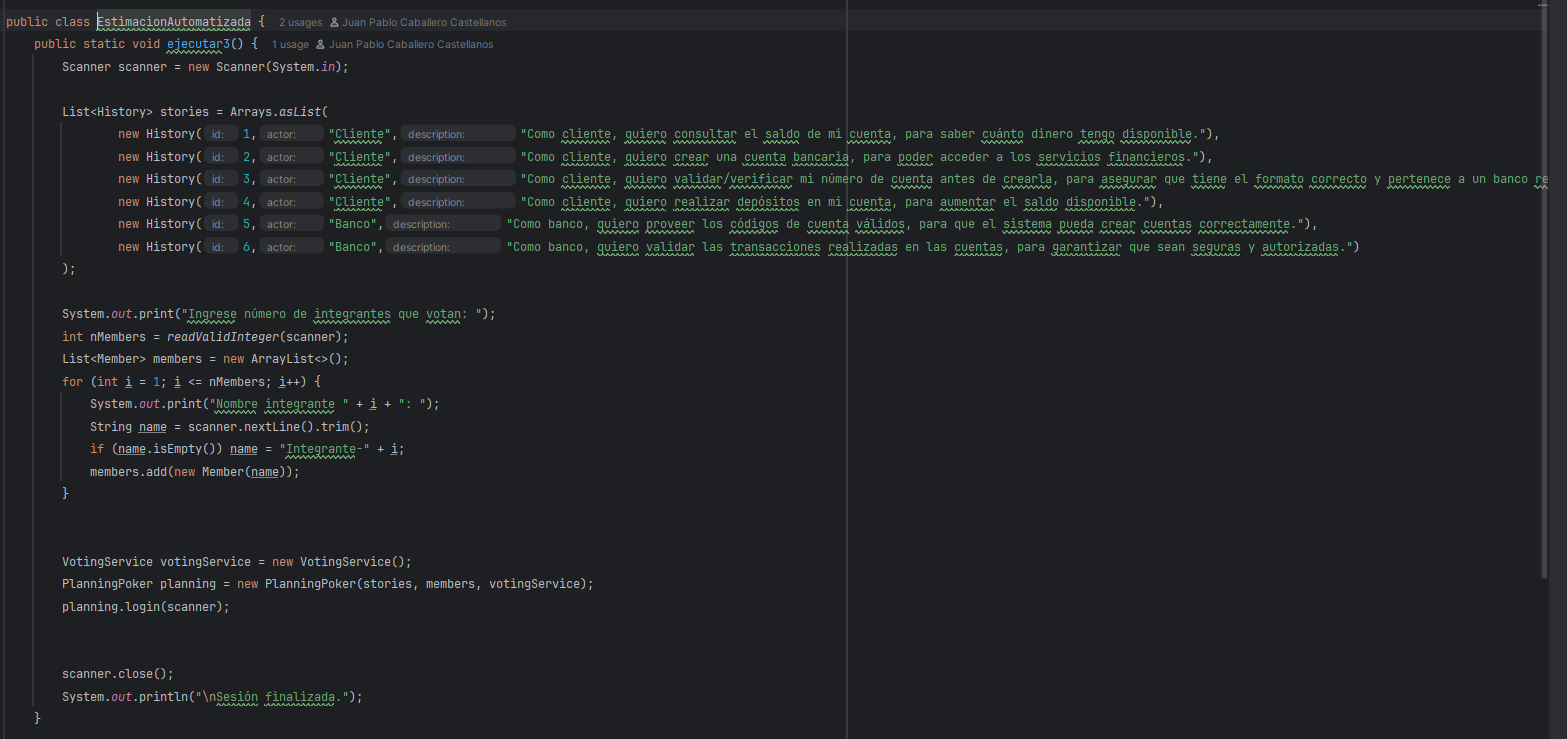 public class EstimacionAutomatizada {   2 usages   Juan Pablo Caballero Castellanos
    public static void ejecutar3() {   1 usage   Juan Pablo Caballero Castellanos
        Scanner scanner = new Scanner(System.in);
        List<History> stories = Arrays.asList(
                new History( id: 1, actor: "Cliente", description: "Como cliente, quiero consultar el saldo de mi cuenta, para saber cuánto dinero tengo disponible."),
                new History( id: 2, actor: "Cliente", description: "Como cliente, quiero crear una cuenta bancaria, para poder acceder a los servicios financieros."),
                new History( id: 3, actor: "Cliente", description: "Como cliente, quiero validar/verificar mi número de cuenta antes de crearla, para asegurar que tiene el formato correcto y pertenece a un banco re
                new History( id: 4, actor: "Cliente", description: "Como cliente, quiero realizar depósitos en mi cuenta, para aumentar el saldo disponible."),
                new History( id: 5, actor: "Banco", description: "Como banco, quiero proveer los códigos de cuenta válidos, para que el sistema pueda crear cuentas correctamente."),
                new History( id: 6, actor: "Banco", description: "Como banco, quiero validar las transacciones realizadas en las cuentas, para garantizar que sean seguras y autorizadas.")
        );
        System.out.print("Ingrese número de integrantes que votan: ");
        int nMembers = readValidInteger(scanner);
        List<Member> members = new ArrayList<>();
        for (int i = 1; i <= nMembers; i++) {
            System.out.print("Nombre integrante " + i + ": ");
            String name = scanner.nextLine().trim();
            if (name.isEmpty()) name = "Integrante-" + i;
            members.add(new Member(name));
        }
        VotingService votingService = new VotingService();
        PlanningPoker planning = new PlanningPoker(stories, members, votingService);
        planning.login(scanner);
        scanner.close();
        System.out.println("\nSesión finalizada.");
    }